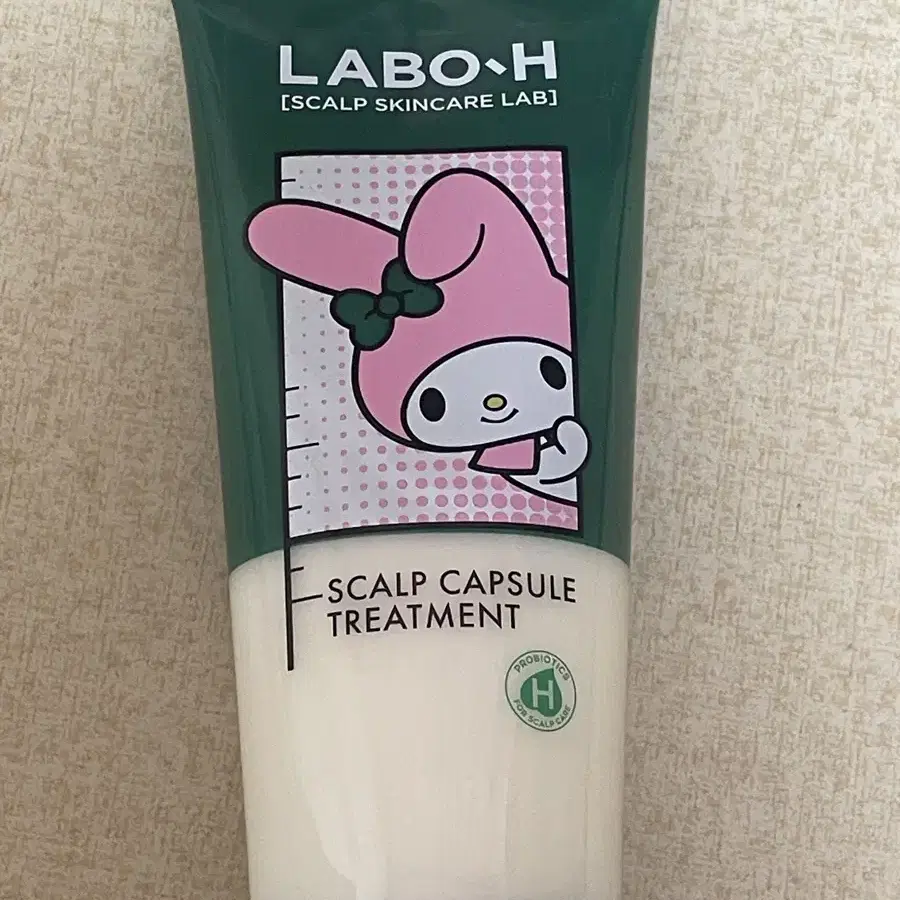 LABO-H
[SCALP SKINCARE LAB]
SCALP CAPSULE
TREATMENT
PROBIOTICS
H
FOR SCALP CARE